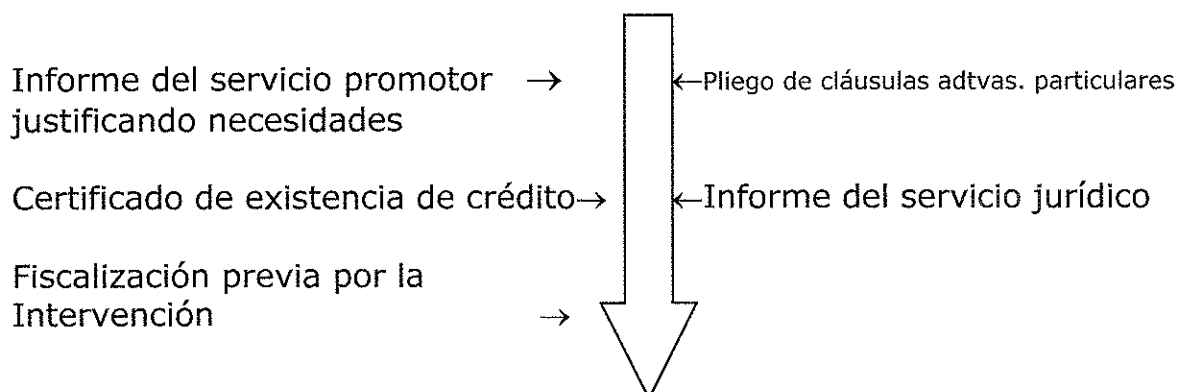 Informe del servicio promotor → ←Pliego de cláusulas adtvas. particulares
justificando necesidades
Certificado de existencia de crédito→ ←Informe del servicio jurídico
Fiscalización previa por la
Intervención →